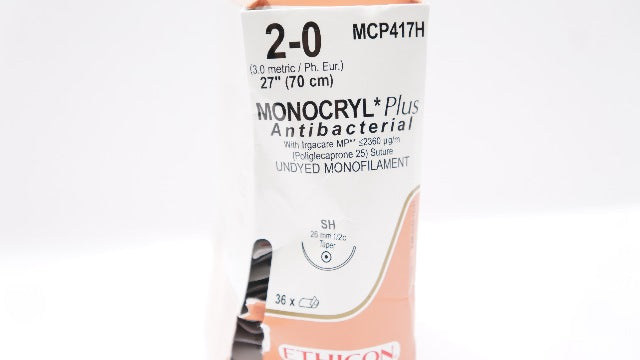 2-0 MCP417H
(3.0 metric / Ph. Eur.)
27" (70 cm)
MONOCRYL* Plus
Antibacterial
With Irgacare MP** ≤2360 µg/m
(Poliglecaprone 25) Suture
UNDYED MONOFILAMENT
SH
26 mm 1/2c
Taper
36 x
ETHICON